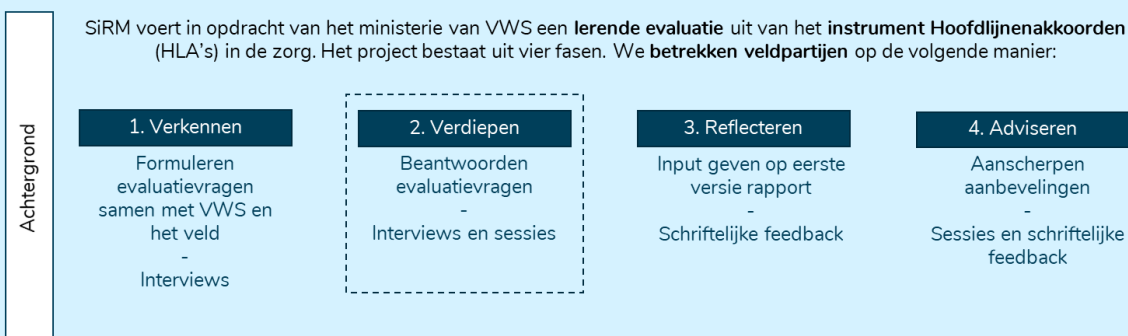 SiRM voert in opdracht van het ministerie van VWS een lerende evaluatie uit van het instrument Hoofdlijnenakkoorden
(HLA's) in de zorg. Het project bestaat uit vier fasen. We betrekken veldpartijen op de volgende manier:
Achtergrond
1. Verkennen
Formuleren
evaluatievragen
samen met VWS en
het veld
-
Interviews
2. Verdiepen
Beantwoorden
evaluatievragen
-
Interviews en sessies
3. Reflecteren
Input geven op eerste
versie rapport
-
Schriftelijke feedback
4. Adviseren
Aanscherpen
aanbevelingen
-
Sessies en schriftelijke
feedback